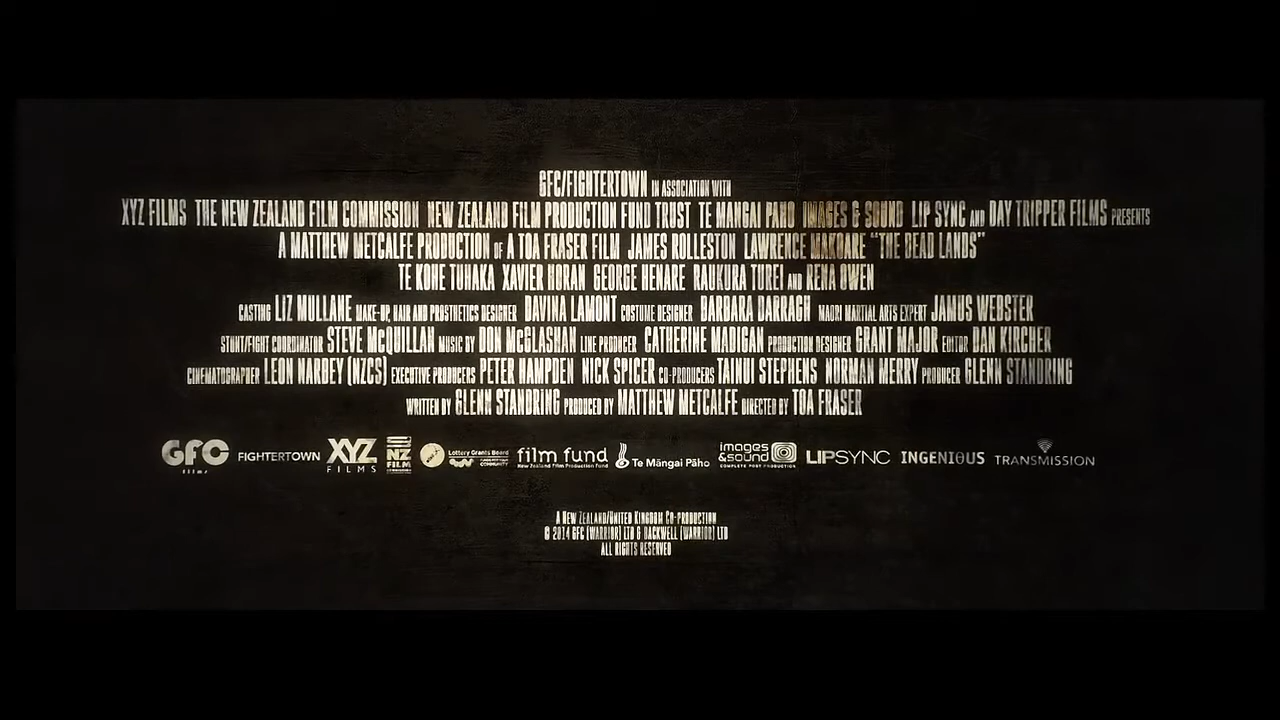 GFC/FIGHTERTOWN IN ASSOCIATION WITH
XYZ FILMS THE NEW ZEALAND FILM COMMISSION NEW ZEALAND FILM PRODUCTION FUND TRUST TE MANGAI PAHO IMAGES & SOUND LIP SYNC AND DAY TRIPPER FILMS PRESENTS
A MATTHEW METCALFE PRODUCTION OF A TOA FRASER FILM JAMES ROLLESTON LAWRENCE MAKOARE "THE DEAD LANDS"
TE KOHE TUHAKA XAVIER HORAN GEORGE HENARE RAUKURA TUREI AND RENA OWEN
CASTING LIZ MULLANE MAKE-UP, HAIR AND PROSTHETICS DESIGNER DAVINA LAMONT COSTUME DESIGNER BARBARA DARRAGH MAORI MARTIAL ARTS EXPERT JAMUS WEBSTER
STUNT/FIGHT COORDINATOR STEVE McQUILLAN MUSIC BY DON McGLASHAN LINE PRODUCER CATHERINE MADIGAN PRODUCTION DESIGNER GRANT MAJOR EDITOR DAN KIRCHER
CINEMATOGRAPHER LEON NARBEY (NZCS) EXECUTIVE PRODUCERS PETER HAMPDEN NICK SPICER CO-PRODUCERS TAINUI STEPHENS NORMAN MERRY PRODUCER GLENN STANDRING
WRITTEN BY GLENN STANDRING PRODUCED BY MATTHEW METCALFE DIRECTED BY TOA FRASER
GFC films FIGHTERTOWN XYZ FILMS NZ FILM Lottery Grants Board film fund New Zealand Film Production Fund Te Māngai Pāho images & sound COMPLETE POST PRODUCTION LIPSYNC INGENIOUS TRANSMISSION
A NEW ZEALAND/UNITED KINGDOM CO-PRODUCTION
© 2014 GFC (WARRIOR) LTD & DACKWELL (WARRIOR) LTD
ALL RIGHTS RESERVED